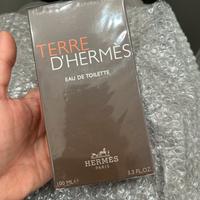 TERRE
D'HERMÈS
EAU DE TOILETTE
HERMÈS
PARIS
100 ML e 3.3 FL.OZ.